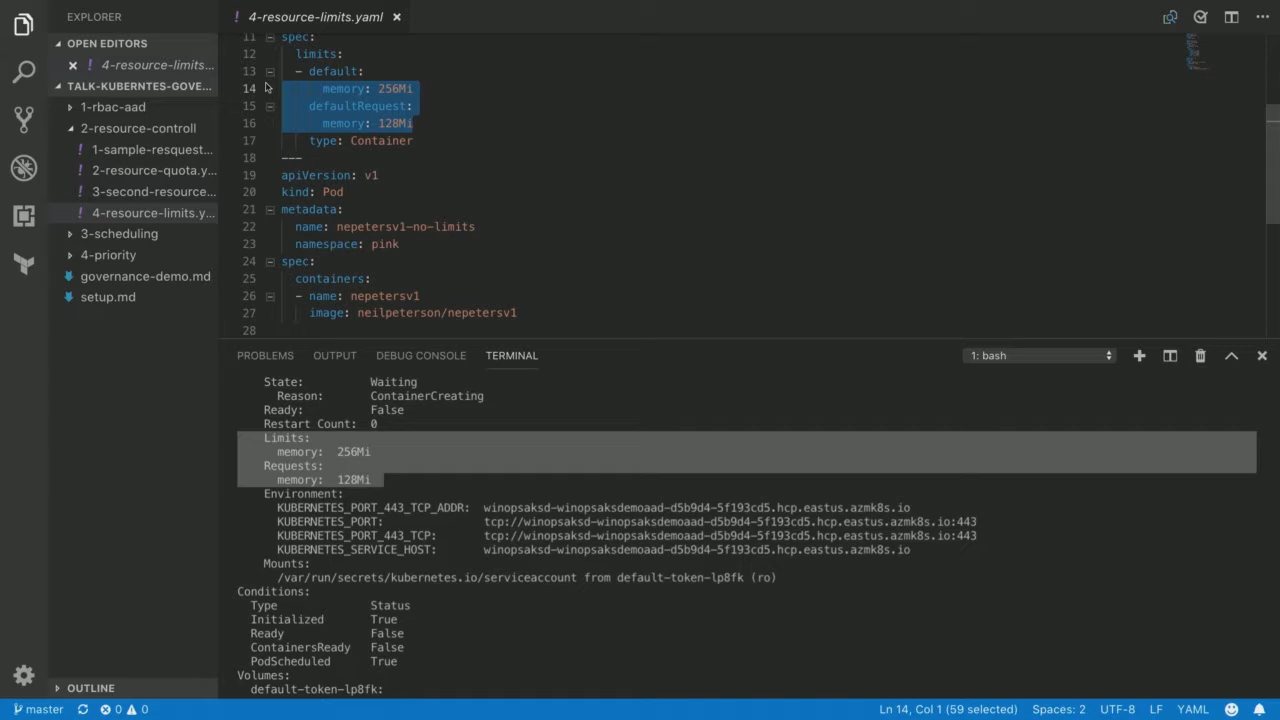 EXPLORER
OPEN EDITORS
4-resource-limits...
TALK-KUBERNTES-GOVE...
1-rbac-aad
2-resource-controll
1-sample-resquest...
2-resource-quota.y...
3-second-resource...
4-resource-limits.y...
3-scheduling
4-priority
governance-demo.md
setup.md
OUTLINE
! 4-resource-limits.yaml
11 spec:
12 limits:
13 - default:
14 memory: 256Mi
15 defaultRequest:
16 memory: 128Mi
17 type: Container
18 ---
19 apiVersion: v1
20 kind: Pod
21 metadata:
22 name: nepetersv1-no-limits
23 namespace: pink
24 spec:
25 containers:
26 - name: nepetersv1
27 image: neilpeterson/nepetersv1
28
PROBLEMS OUTPUT DEBUG CONSOLE TERMINAL 1: bash
State: Waiting
Reason: ContainerCreating
Ready: False
Restart Count: 0
Limits:
memory: 256Mi
Requests:
memory: 128Mi
Environment:
KUBERNETES_PORT_443_TCP_ADDR: winopsaksd-winopsaksdemoaad-d5b9d4-5f193cd5.hcp.eastus.azmk8s.io
KUBERNETES_PORT: tcp://winopsaksd-winopsaksdemoaad-d5b9d4-5f193cd5.hcp.eastus.azmk8s.io:443
KUBERNETES_PORT_443_TCP: tcp://winopsaksd-winopsaksdemoaad-d5b9d4-5f193cd5.hcp.eastus.azmk8s.io:443
KUBERNETES_SERVICE_HOST: winopsaksd-winopsaksdemoaad-d5b9d4-5f193cd5.hcp.eastus.azmk8s.io
Mounts:
/var/run/secrets/kubernetes.io/serviceaccount from default-token-lp8fk (ro)
Conditions:
Type Status
Initialized True
Ready False
ContainersReady False
PodScheduled True
Volumes:
default-token-lp8fk:
master 0 0 Ln 14, Col 1 (59 selected) Spaces: 2 UTF-8 LF YAML